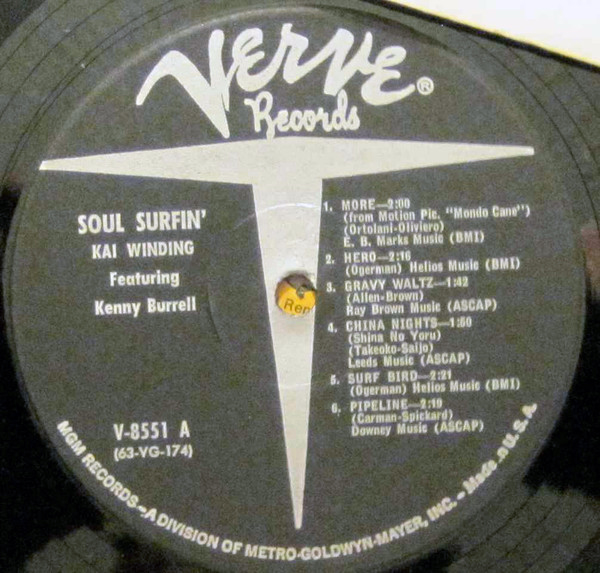 Verve®
Records
SOUL SURFIN'
KAI WINDING
Featuring
Kenny Burrell
V-8551 A
(63-VG-174)
1. MORE—2:00
(from Motion Pic. "Mondo Cane")
(Ortolani-Oliviero)
E. B. Marks Music (BMI)
2. HERO—2:16
(Ogerman) Helios Music (BMI)
3. GRAVY WALTZ—1:42
(Allen-Brown)
Ray Brown Music (ASCAP)
4. CHINA NIGHTS—1:50
(Shina No Yoru)
(Takeoko-Saijo)
Leeds Music (ASCAP)
5. SURF BIRD—2:21
(Ogerman) Helios Music (BMI)
6. PIPELINE—2:19
(Carman-Spickard)
Downey Music (ASCAP)
Ren
MGM RECORDS—A DIVISION OF METRO-GOLDWYN-MAYER, INC. - Made in U.S.A.